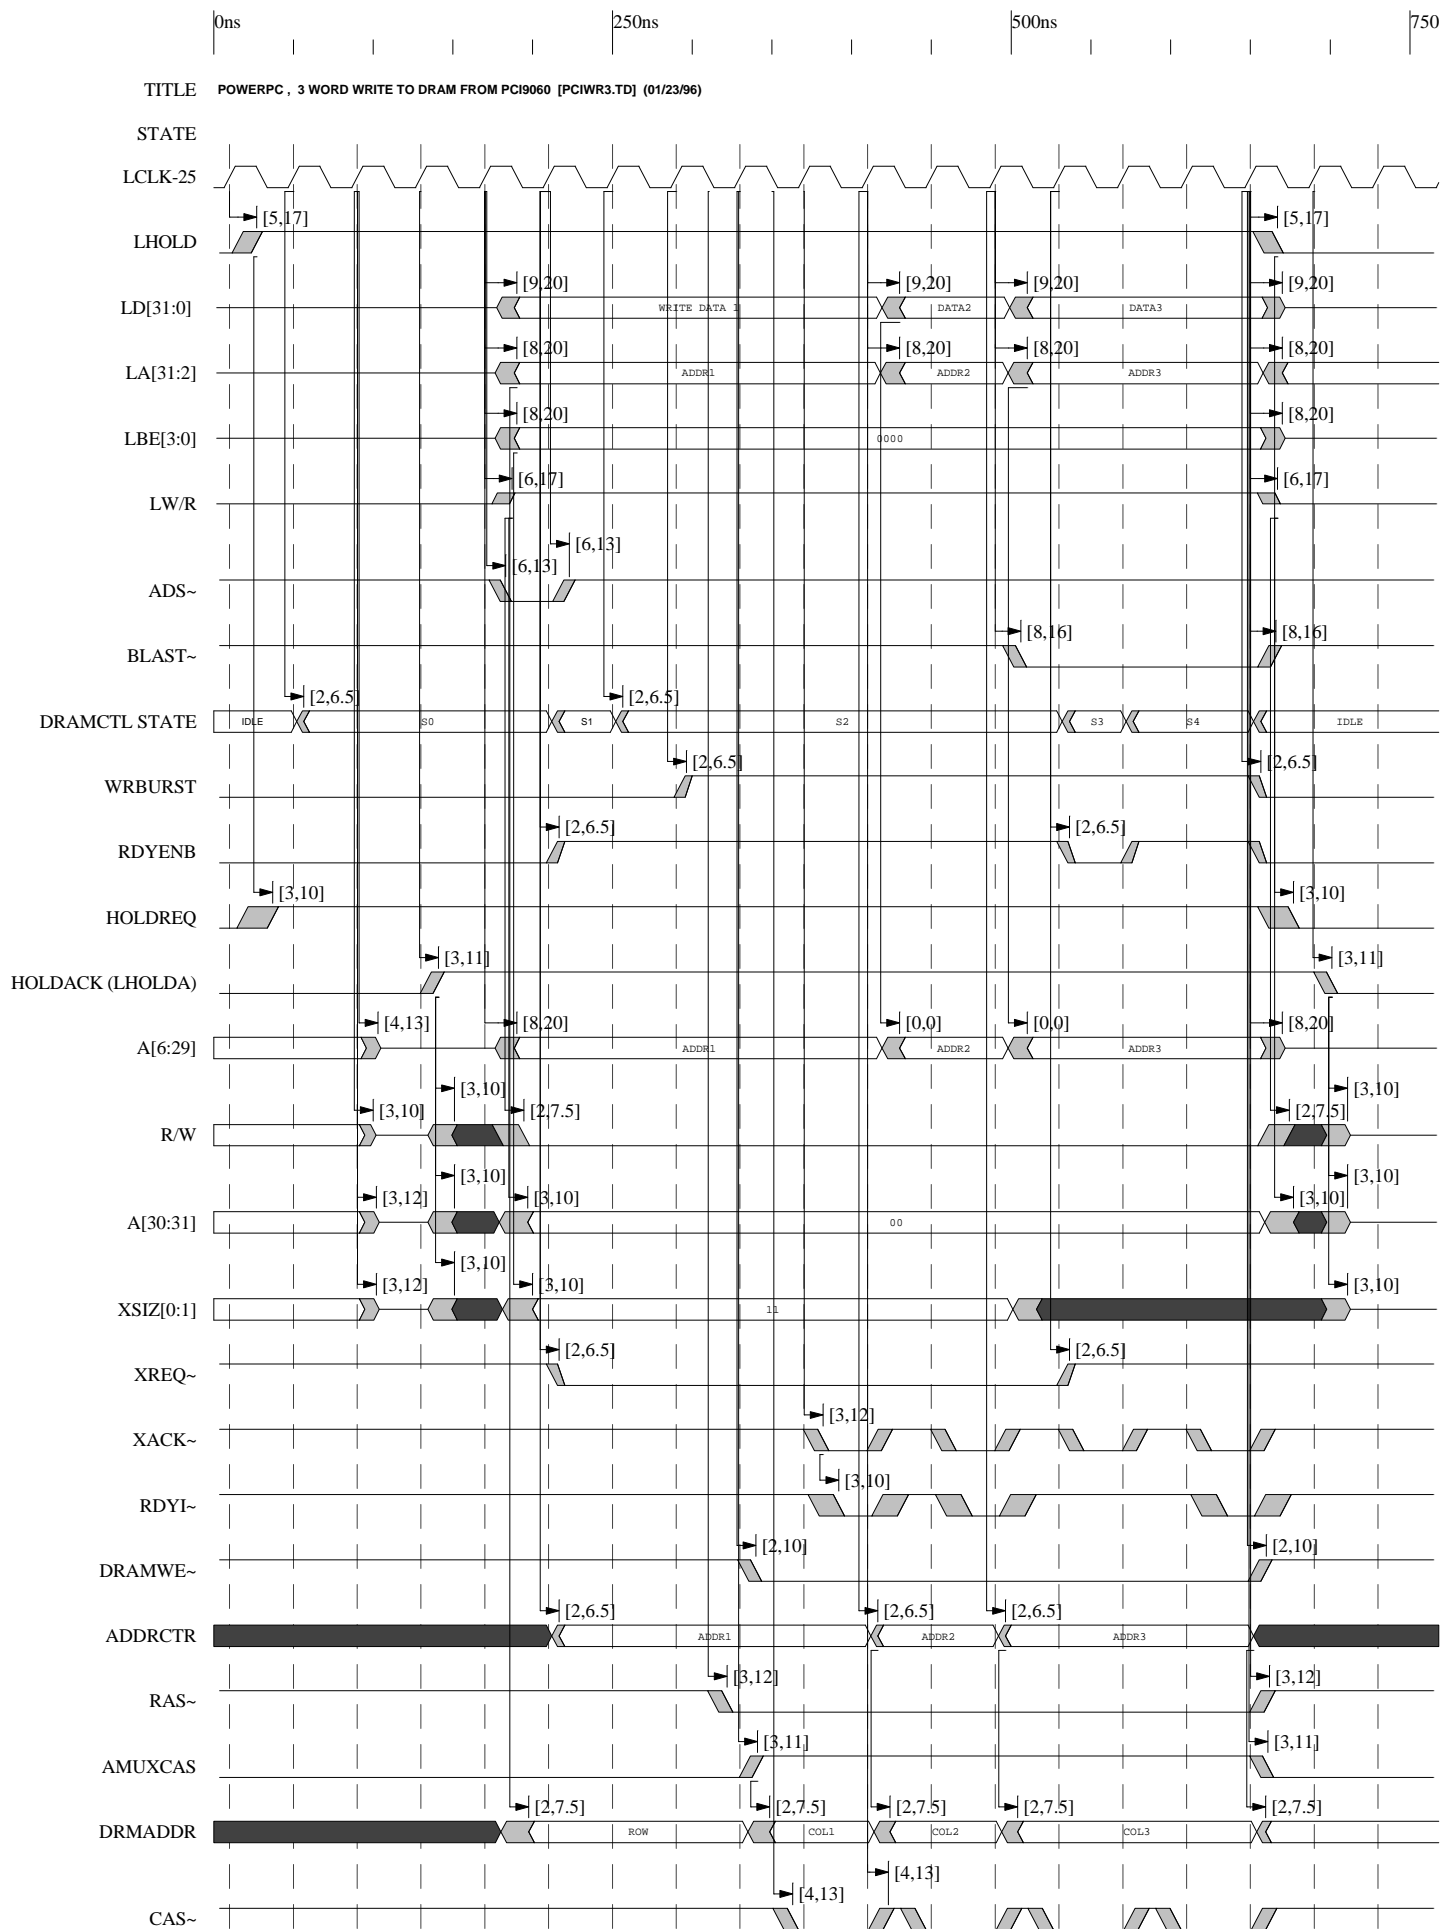 0ns 250ns 500ns 750
TITLE POWERPC , 3 WORD WRITE TO DRAM FROM PCI9060 [PCIWR3.TD] (01/23/96)
STATE
LCLK-25
[5,17] [5,17]
LHOLD
[9,20] [9,20] [9,20] [9,20]
LD[31:0] WRITE DATA 1 DATA2 DATA3
[8,20] [8,20] [8,20] [8,20]
LA[31:2] ADDR1 ADDR2 ADDR3
[8,20] [8,20]
LBE[3:0] 0000
[6,17] [6,17]
LW/R
[6,13]
[6,13]
ADS~
[8,16] [8,16]
BLAST~
[2,6.5] [2,6.5]
DRAMCTL STATE IDLE S0 S1 S2 S3 S4 IDLE
[2,6.5] [2,6.5]
WRBURST
[2,6.5] [2,6.5]
RDYENB
[3,10] [3,10]
HOLDREQ
[3,11] [3,11]
HOLDACK (LHOLDA)
[4,13] [8,20] [0,0] [0,0] [8,20]
A[6:29] ADDR1 ADDR2 ADDR3
[3,10] [3,10]
[3,10] [2,7.5] [2,7.5]
R/W
[3,10] [3,10]
[3,12] [3,10] [3,10]
A[30:31] 00
[3,10]
[3,12] [3,10] [3,10]
XSIZ[0:1] 11
[2,6.5] [2,6.5]
XREQ~
[3,12]
XACK~
[3,10]
RDYI~
[2,10] [2,10]
DRAMWE~
[2,6.5] [2,6.5] [2,6.5]
ADDRCTR ADDR1 ADDR2 ADDR3
[3,12] [3,12]
RAS~
[3,11] [3,11]
AMUXCAS
[2,7.5] [2,7.5] [2,7.5] [2,7.5] [2,7.5]
DRMADDR ROW COL1 COL2 COL3
[4,13]
[4,13]
CAS~